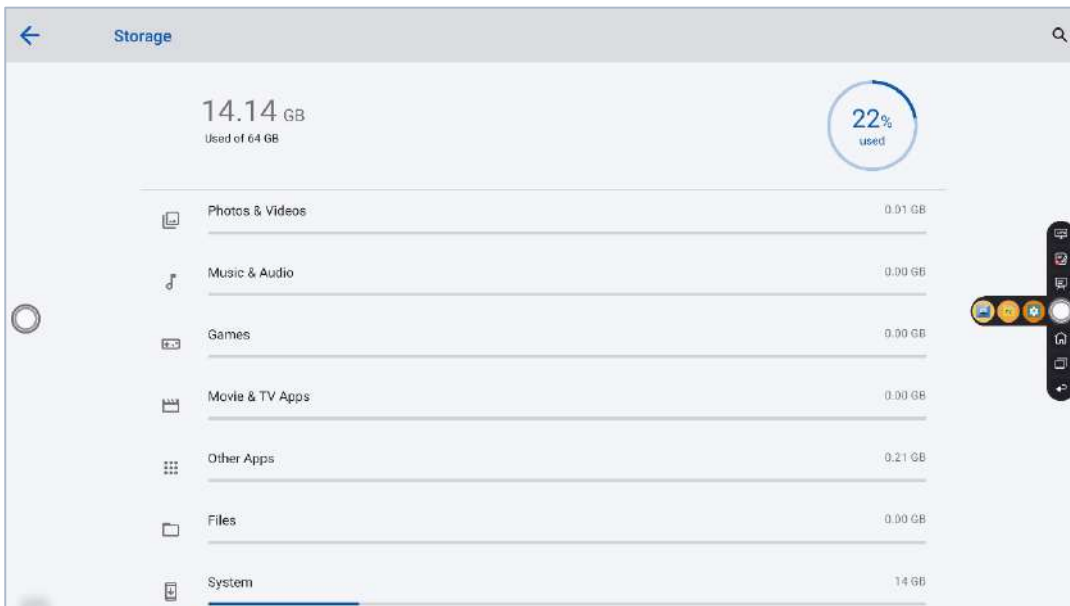 Storage
14.14 GB
Used of 64 GB
22%
used
Photos & Videos
0.01 GB
Music & Audio
0.00 GB
Games
0.00 GB
Movie & TV Apps
0.00 GB
Other Apps
0.21 GB
Files
0.00 GB
System
14 GB